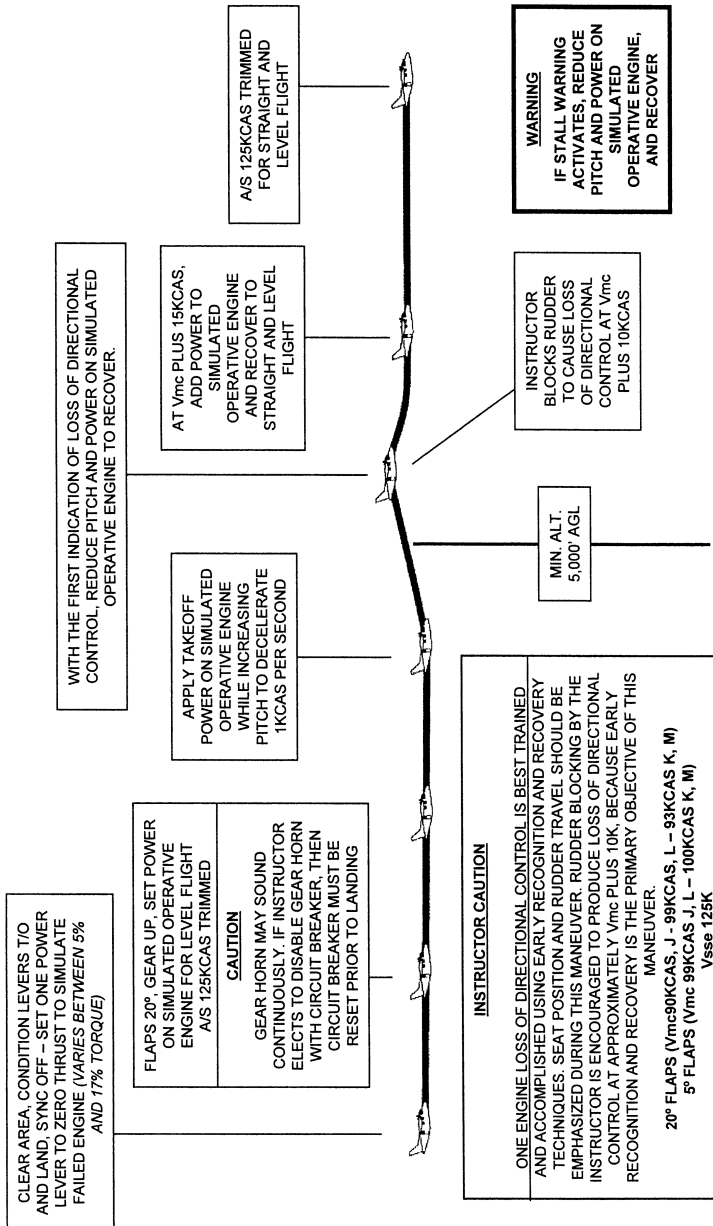 CLEAR AREA, CONDITION LEVERS T/O
AND LAND, SYNC OFF – SET ONE POWER
LEVER TO ZERO THRUST TO SIMULATE
FAILED ENGINE (VARIES BETWEEN 5%
AND 17% TORQUE)
FLAPS 20º, GEAR UP, SET POWER
ON SIMULATED OPERATIVE
ENGINE FOR LEVEL FLIGHT
A/S 125KCAS TRIMMED
CAUTION
GEAR HORN MAY SOUND
CONTINUOUSLY. IF INSTRUCTOR
ELECTS TO DISABLE GEAR HORN
WITH CIRCUIT BREAKER, THEN
CIRCUIT BREAKER MUST BE
RESET PRIOR TO LANDING
APPLY TAKEOFF
POWER ON SIMULATED
OPERATIVE ENGINE
WHILE INCREASING
PITCH TO DECELERATE
1KCAS PER SECOND
WITH THE FIRST INDICATION OF LOSS OF DIRECTIONAL
CONTROL, REDUCE PITCH AND POWER ON SIMULATED
OPERATIVE ENGINE TO RECOVER.
AT Vmc PLUS 15KCAS,
ADD POWER TO
SIMULATED
OPERATIVE ENGINE
AND RECOVER TO
STRAIGHT AND LEVEL
FLIGHT
A/S 125KCAS TRIMMED
FOR STRAIGHT AND
LEVEL FLIGHT
INSTRUCTOR CAUTION
ONE ENGINE LOSS OF DIRECTIONAL CONTROL IS BEST TRAINED
AND ACCOMPLISHED USING EARLY RECOGNITION AND RECOVERY
TECHNIQUES. SEAT POSITION AND RUDDER TRAVEL SHOULD BE
EMPHASIZED DURING THIS MANEUVER. RUDDER BLOCKING BY THE
INSTRUCTOR IS ENCOURAGED TO PRODUCE LOSS OF DIRECTIONAL
CONTROL AT APPROXIMATELY Vmc PLUS 10K, BECAUSE EARLY
RECOGNITION AND RECOVERY IS THE PRIMARY OBJECTIVE OF THIS
MANEUVER.
20º FLAPS (Vmc90KCAS, J - 99KCAS, L – 93KCAS K, M)
5º FLAPS (Vmc 99KCAS J, L – 100KCAS K, M)
Vsse 125K
MIN. ALT.
5,000' AGL
INSTRUCTOR
BLOCKS RUDDER
TO CAUSE LOSS
OF DIRECTIONAL
CONTROL AT Vmc
PLUS 10KCAS
WARNING
IF STALL WARNING
ACTIVATES, REDUCE
PITCH AND POWER ON
SIMULATED
OPERATIVE ENGINE,
AND RECOVER